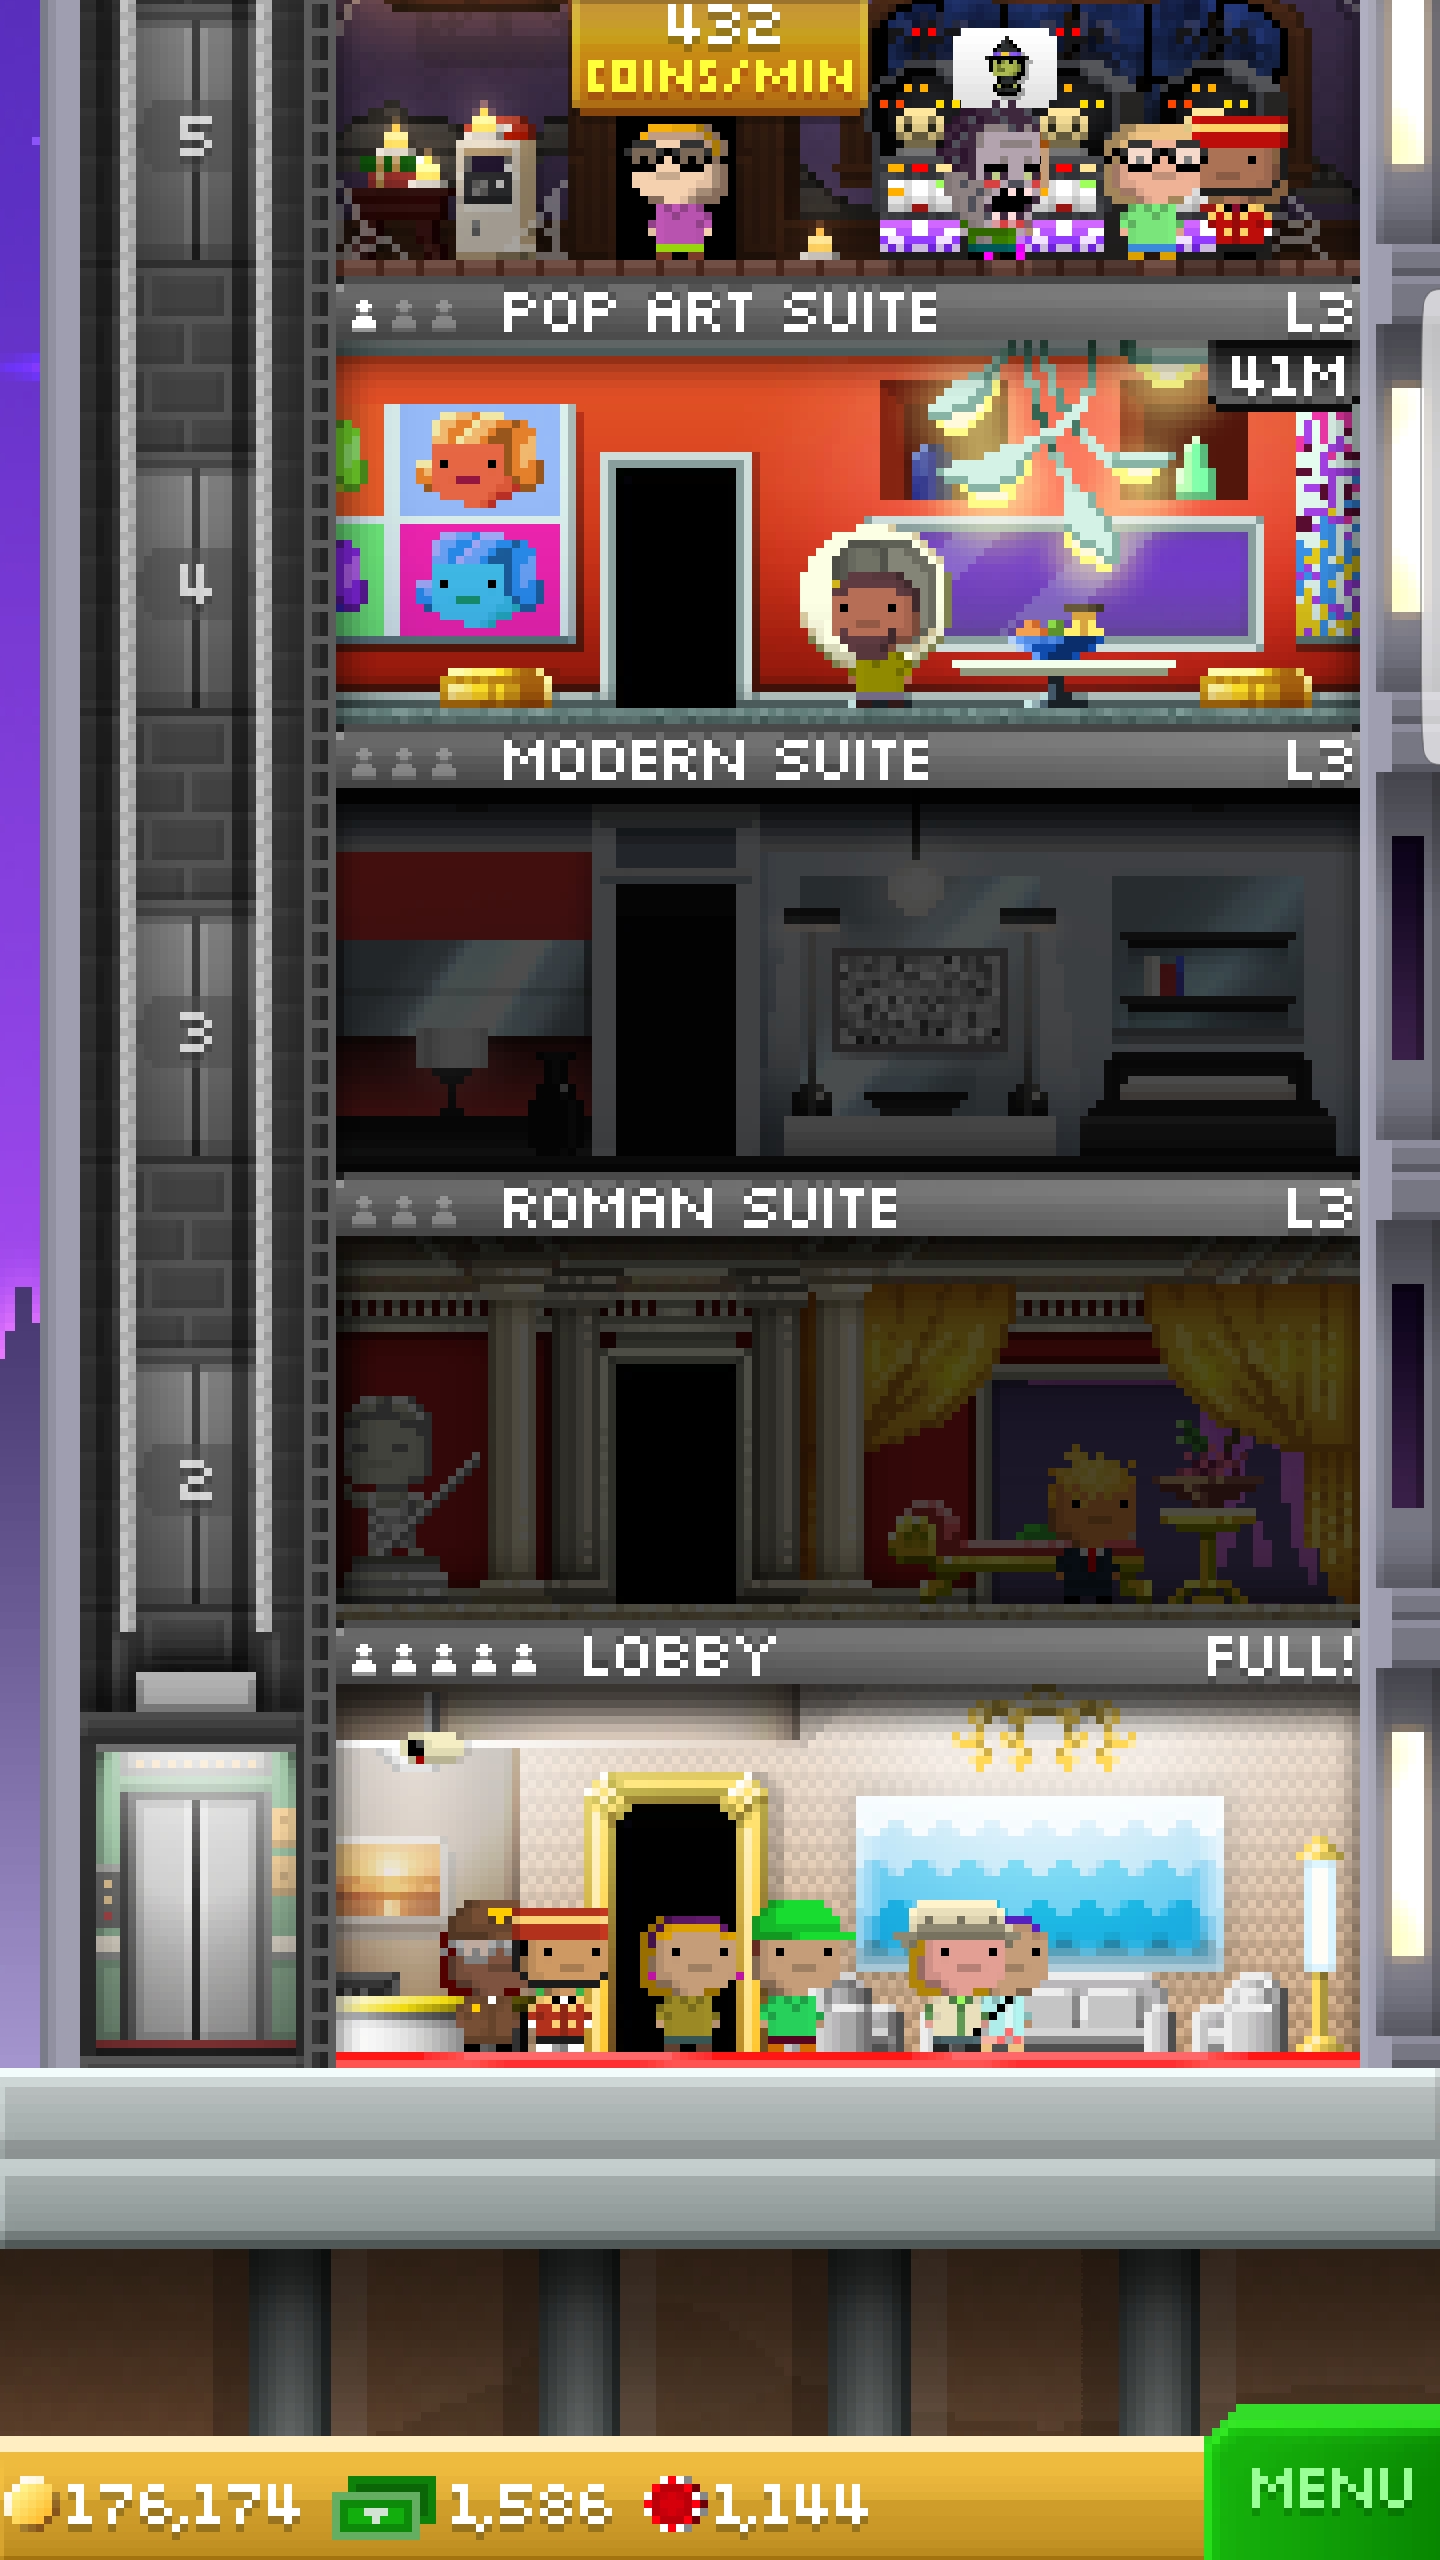 432
COINS/MIN
5
POP ART SUITE L3
41M
4
MODERN SUITE L3
3
ROMAN SUITE L3
2
LOBBY FULL!
176,174 1,586 1,144
MENU